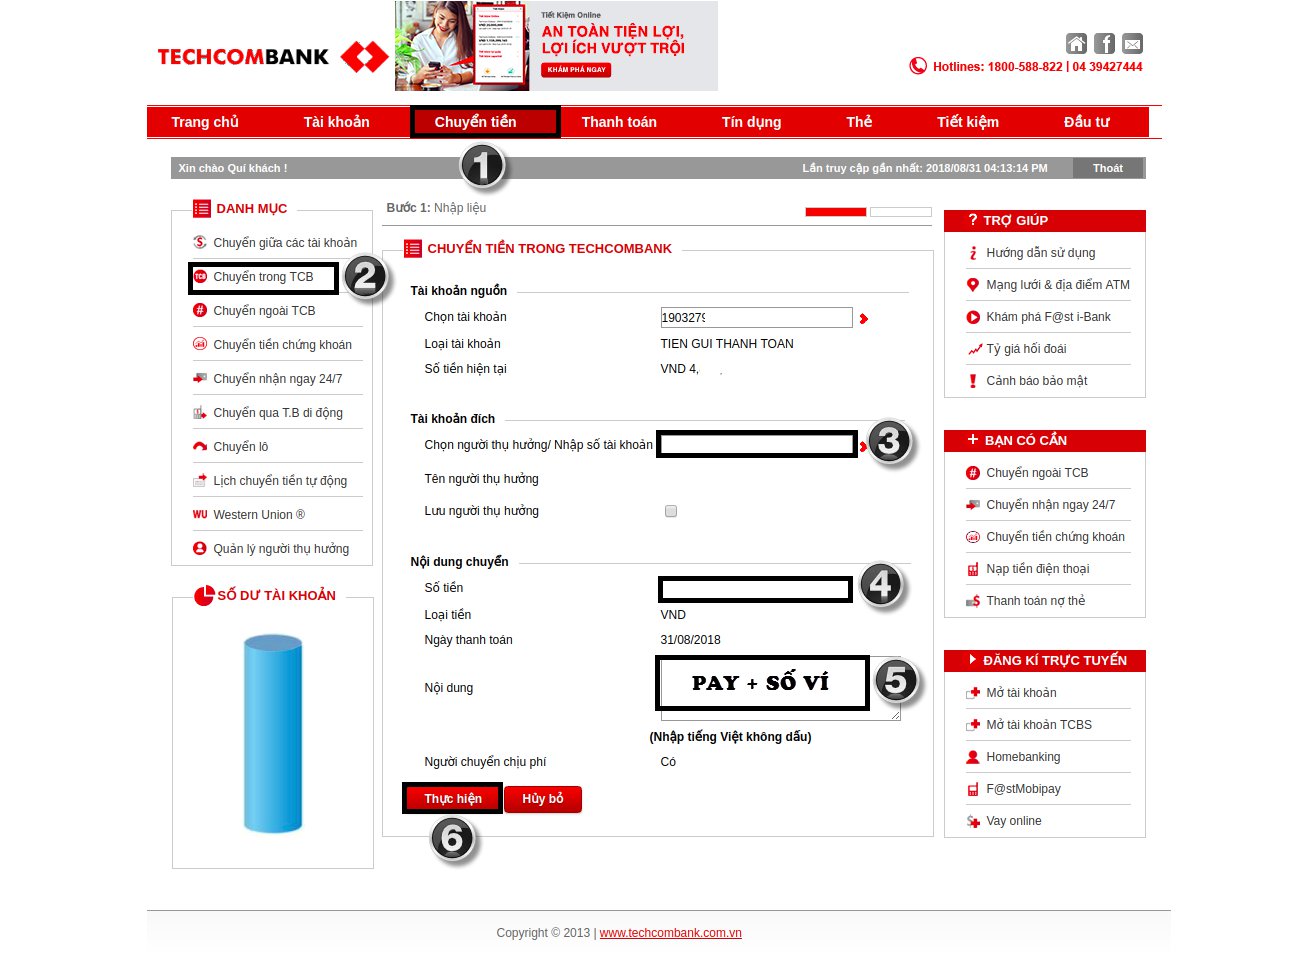 TECHCOMBANK
Tiết Kiệm Online
AN TOÀN TIỆN LỢI,
LỢI ÍCH VƯỢT TRỘI
KHÁM PHÁ NGAY
Hotlines: 1800-588-822 | 04 39427444
Trang chủ Tài khoản Chuyển tiền Thanh toán Tín dụng Thẻ Tiết kiệm Đầu tư
1
Xin chào Quí khách !
Lần truy cập gần nhất: 2018/08/31 04:13:14 PM
Thoát
DANH MỤC
Chuyển giữa các tài khoản
Chuyển trong TCB
2
Chuyển ngoài TCB
Chuyển tiền chứng khoán
Chuyển nhận ngay 24/7
Chuyển qua T.B di động
Chuyển lô
Lịch chuyển tiền tự động
WU Western Union ®
Quản lý người thụ hưởng
SỐ DƯ TÀI KHOẢN
Bước 1: Nhập liệu
CHUYỂN TIỀN TRONG TECHCOMBANK
Tài khoản nguồn
Chọn tài khoản 1903279
Loại tài khoản TIEN GUI THANH TOAN
Số tiền hiện tại VND 4,
Tài khoản đích
Chọn người thụ hưởng/ Nhập số tài khoản
3
Tên người thụ hưởng
Lưu người thụ hưởng
Nội dung chuyển
Số tiền
4
Loại tiền VND
Ngày thanh toán 31/08/2018
Nội dung PAY + SỐ VÍ
5
(Nhập tiếng Việt không dấu)
Người chuyển chịu phí Có
Thực hiện Hủy bỏ
6
? TRỢ GIÚP
Hướng dẫn sử dụng
Mạng lưới & địa điểm ATM
Khám phá F@st i-Bank
Tỷ giá hối đoái
Cảnh báo bảo mật
+ BẠN CÓ CẦN
Chuyển ngoài TCB
Chuyển nhận ngay 24/7
Chuyển tiền chứng khoán
Nạp tiền điện thoại
Thanh toán nợ thẻ
ĐĂNG KÍ TRỰC TUYẾN
Mở tài khoản
Mở tài khoản TCBS
Homebanking
F@stMobipay
Vay online
Copyright © 2013 | www.techcombank.com.vn